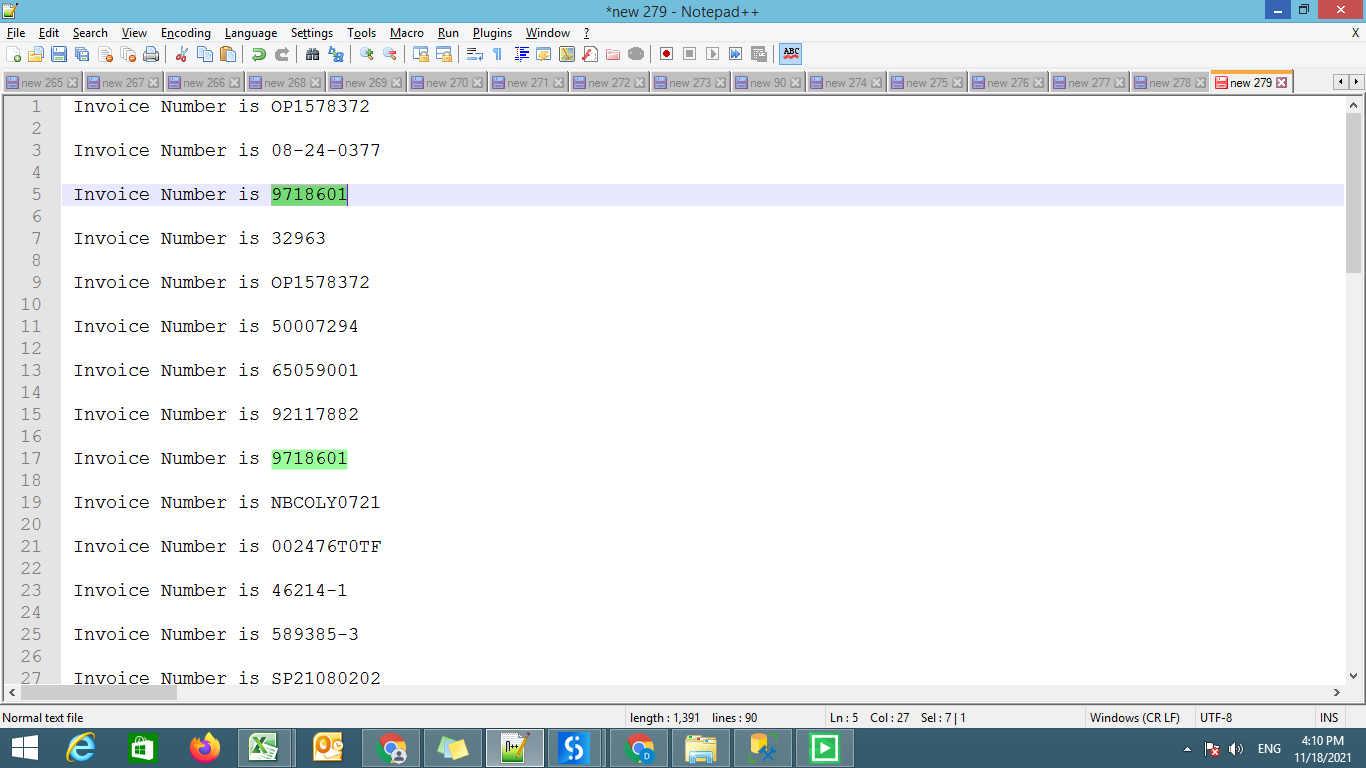 *new 279 - Notepad++
File Edit Search View Encoding Language Settings Tools Macro Run Plugins Window ? X
ABC
new 265 new 267 new 266 new 268 new 269 new 270 new 271 new 272 new 273 new 90 new 274 new 275 new 276 new 277 new 278 new 279
1 Invoice Number is OP1578372
2
3 Invoice Number is 08-24-0377
4
5 Invoice Number is 9718601
6
7 Invoice Number is 32963
8
9 Invoice Number is OP1578372
10
11 Invoice Number is 50007294
12
13 Invoice Number is 65059001
14
15 Invoice Number is 92117882
16
17 Invoice Number is 9718601
18
19 Invoice Number is NBCOLY0721
20
21 Invoice Number is 002476T0TF
22
23 Invoice Number is 46214-1
24
25 Invoice Number is 589385-3
26
27 Invoice Number is SP21080202
Normal text file length : 1,391 lines : 90 Ln : 5 Col : 27 Sel : 7 | 1 Windows (CR LF) UTF-8 INS
ENG 4:10 PM
11/18/2021